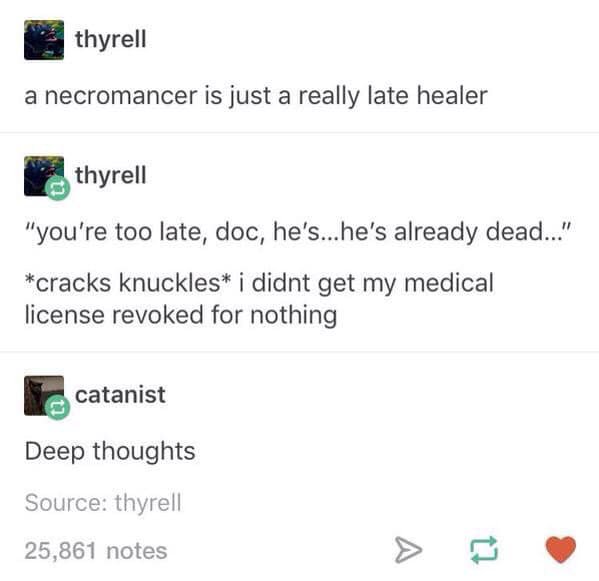 thyrell
a necromancer is just a really late healer
thyrell
"you're too late, doc, he's...he's already dead..."
*cracks knuckles* i didnt get my medical
license revoked for nothing
catanist
Deep thoughts
Source: thyrell
25,861 notes